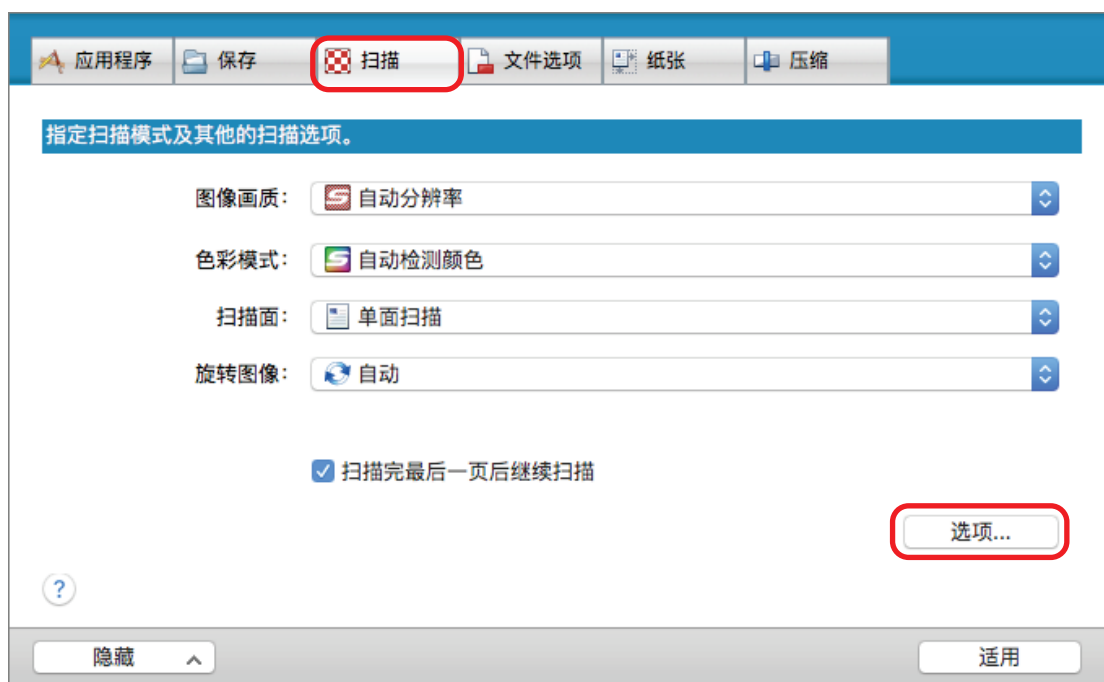 应用程序 保存 扫描 文件选项 纸张 压缩
指定扫描模式及其他的扫描选项。
图像画质： 自动分辨率
色彩模式： 自动检测颜色
扫描面： 单面扫描
旋转图像： 自动
扫描完最后一页后继续扫描
选项...
?
隐藏 适用